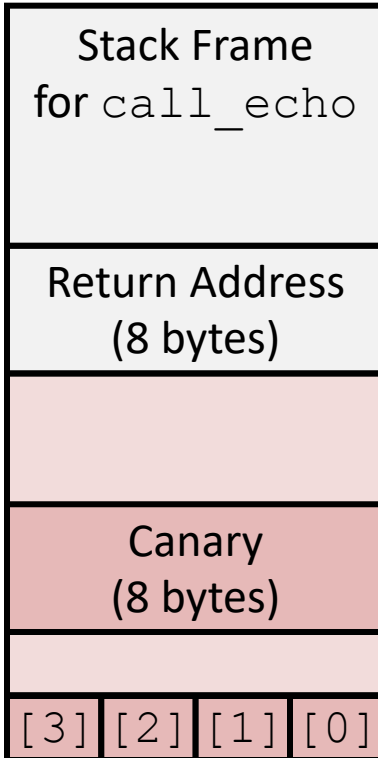 Stack Frame
for call_echo
Return Address
(8 bytes)
Canary
(8 bytes)
[3] [2] [1] [0]